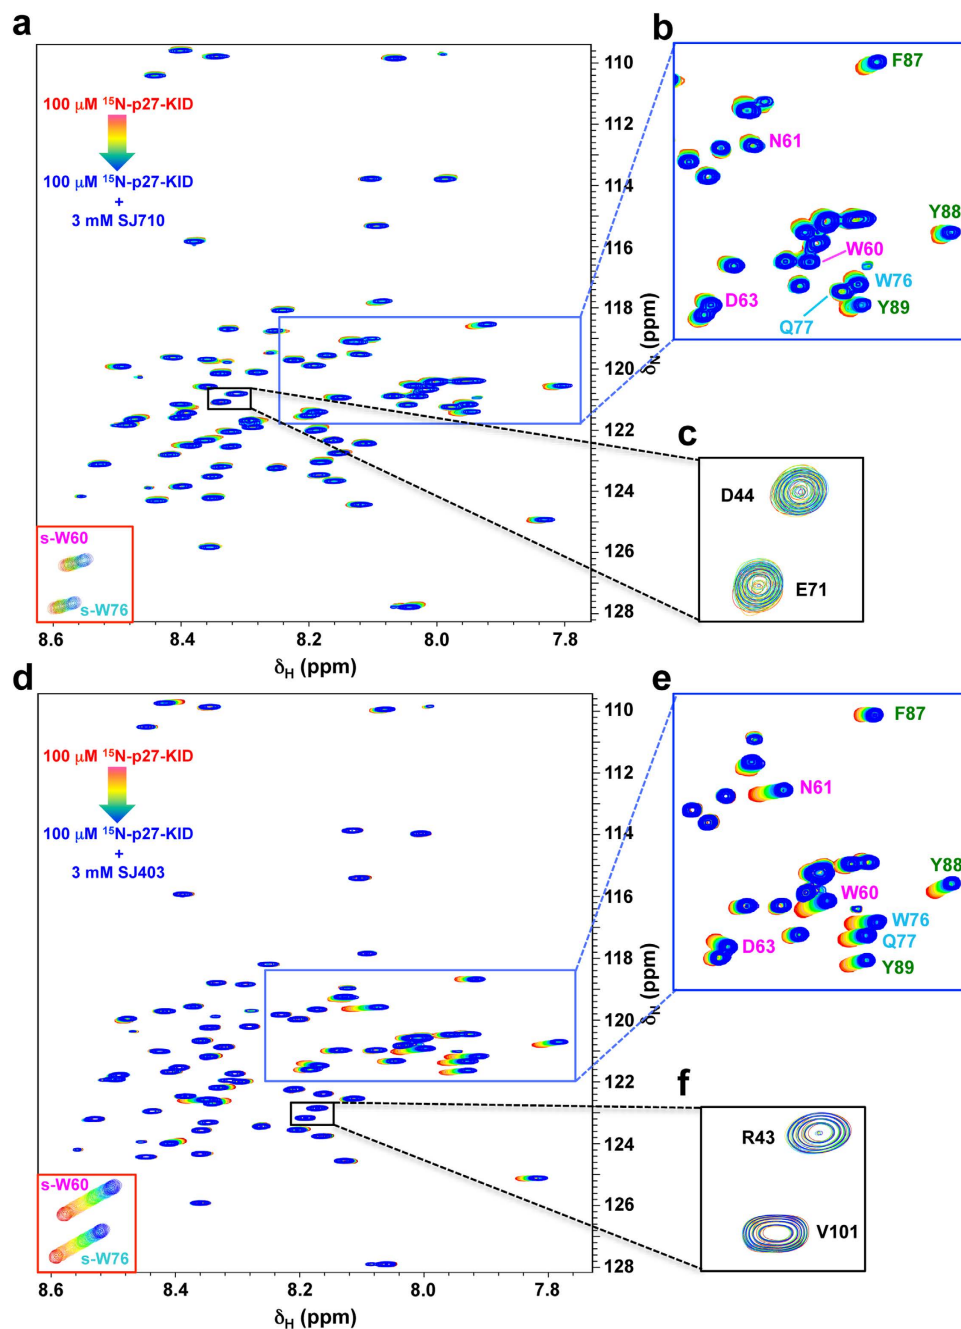 a
100 μM ¹⁵N-p27-KID
100 μM ¹⁵N-p27-KID
+
3 mM SJ710
s-W60
s-W76
110
112
114
116
118
120
122
124
126
128
δN (ppm)
8.6
8.4
8.2
8.0
7.8
δH (ppm)
b
F87
N61
Y88
W60
W76
D63
Q77
Y89
c
D44
E71
d
100 μM ¹⁵N-p27-KID
100 μM ¹⁵N-p27-KID
+
3 mM SJ403
s-W60
s-W76
110
112
114
116
118
120
122
124
126
128
δN (ppm)
8.6
8.4
8.2
8.0
7.8
δH (ppm)
e
F87
N61
Y88
W60
W76
D63
Q77
Y89
f
R43
V101